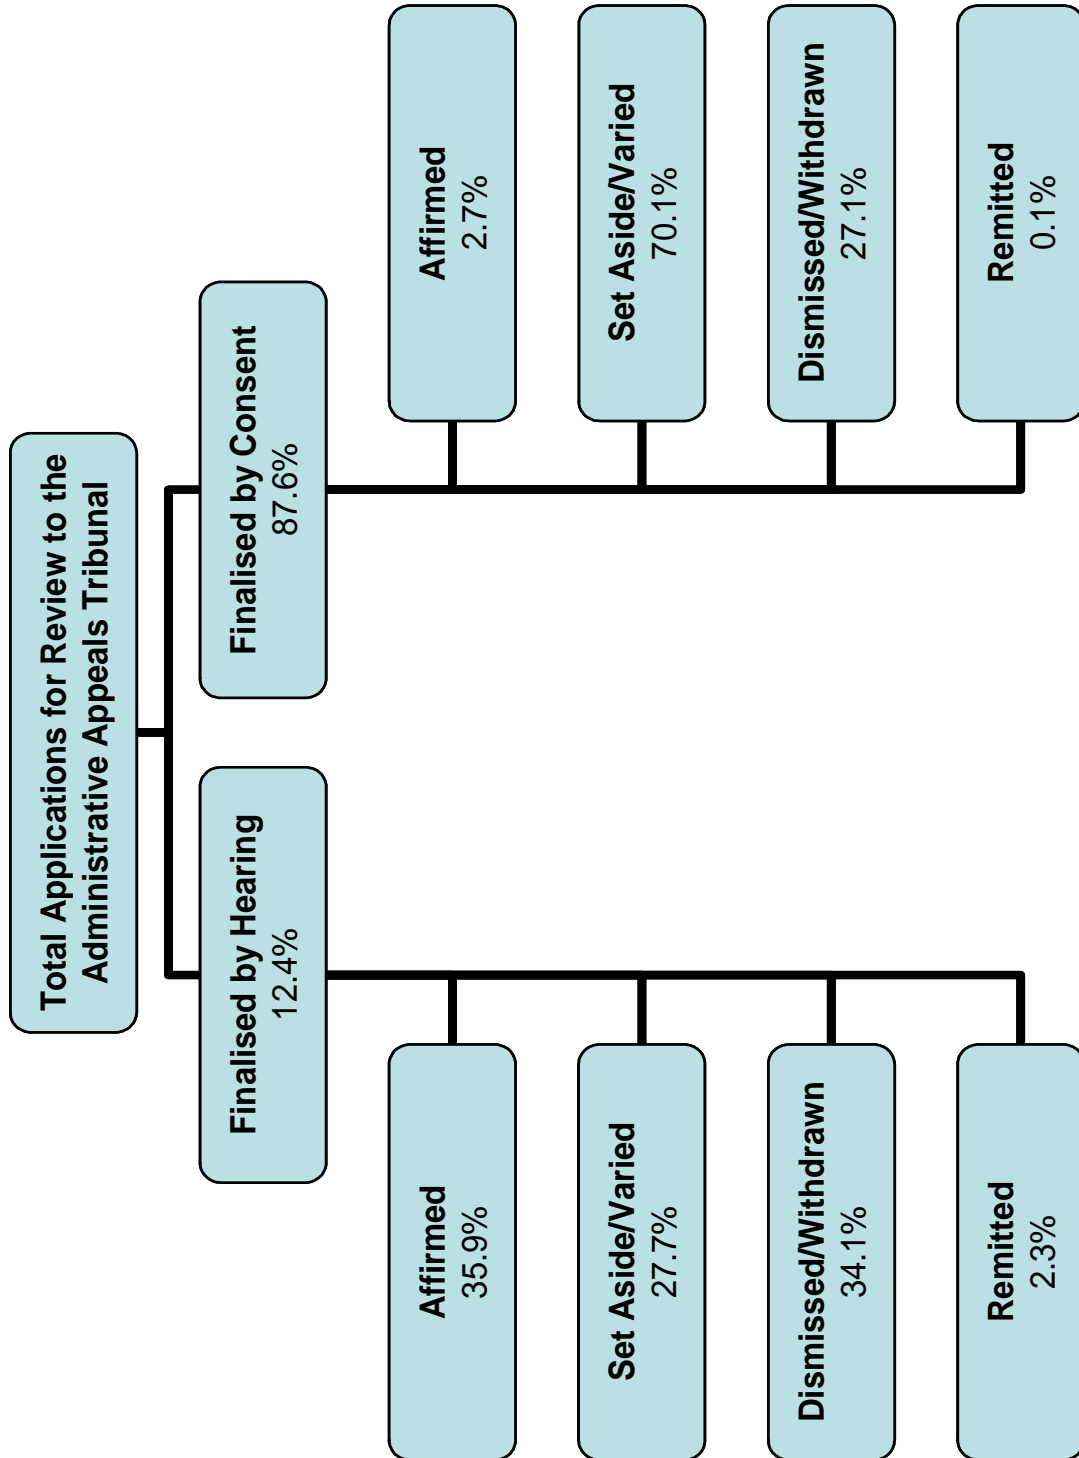 Total Applications for Review to the
Administrative Appeals Tribunal
Finalised by Hearing
12.4%
Affirmed
35.9%
Set Aside/Varied
27.7%
Dismissed/Withdrawn
34.1%
Remitted
2.3%
Finalised by Consent
87.6%
Affirmed
2.7%
Set Aside/Varied
70.1%
Dismissed/Withdrawn
27.1%
Remitted
0.1%